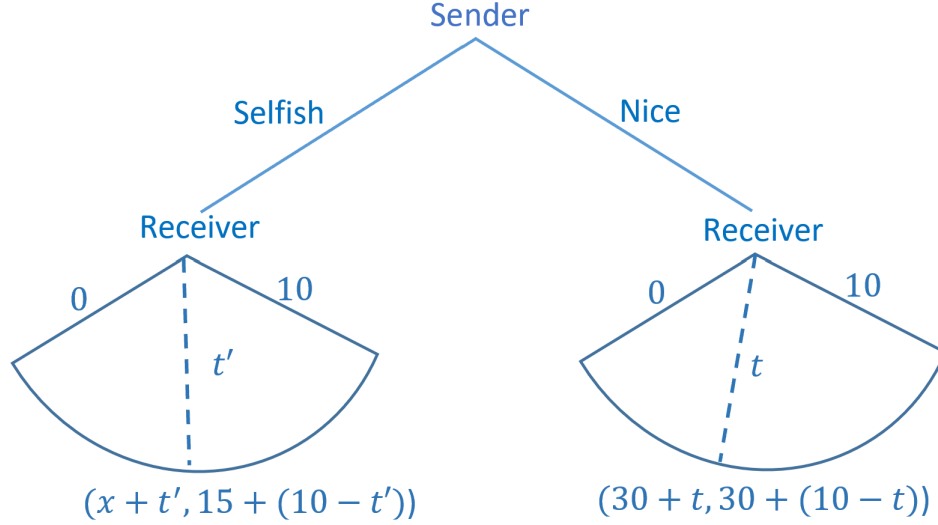 Sender
Selfish
Nice
Receiver
Receiver
0
10
0
10
t′
t
(x + t′, 15 + (10 − t′))
(30 + t, 30 + (10 − t))